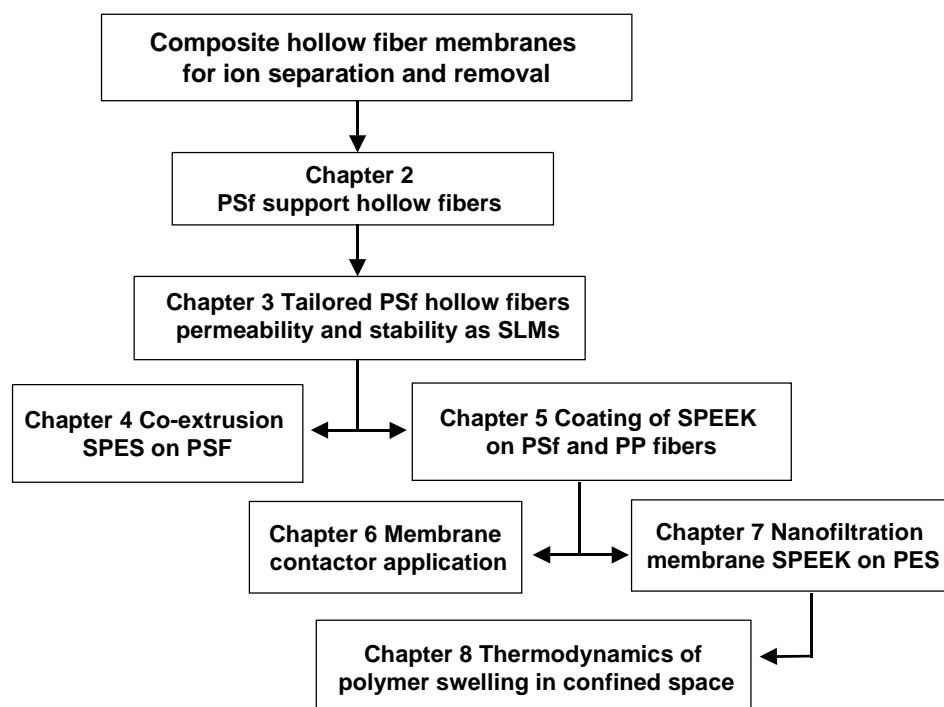 Composite hollow fiber membranes
for ion separation and removal
Chapter 2
PSf support hollow fibers
Chapter 3 Tailored PSf hollow fibers
permeability and stability as SLMs
Chapter 4 Co-extrusion
SPES on PSF
Chapter 5 Coating of SPEEK
on PSf and PP fibers
Chapter 6 Membrane
contactor application
Chapter 7 Nanofiltration
membrane SPEEK on PES
Chapter 8 Thermodynamics of
polymer swelling in confined space